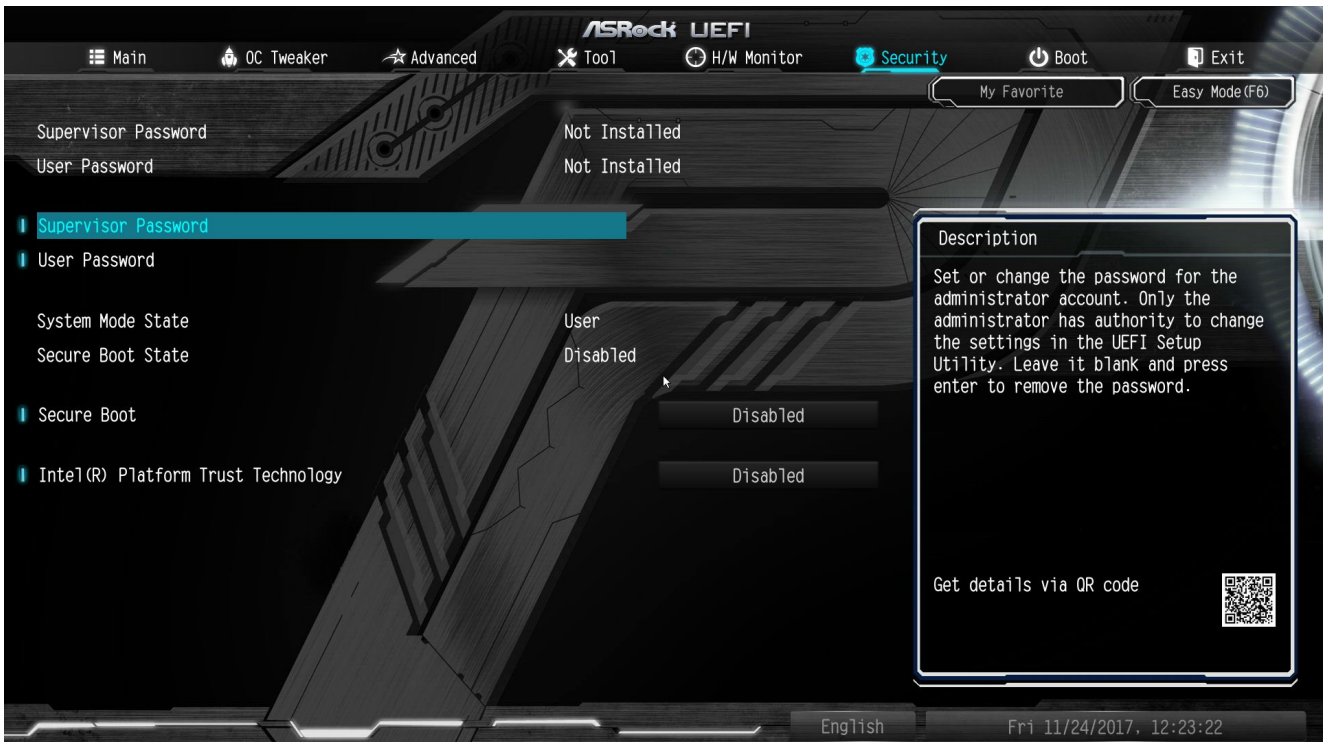 ASRock UEFI
Main OC Tweaker Advanced Tool H/W Monitor Security Boot Exit
My Favorite Easy Mode(F6)
Supervisor Password Not Installed
User Password Not Installed
Supervisor Password
User Password
System Mode State User
Secure Boot State Disabled
Secure Boot Disabled
Intel(R) Platform Trust Technology Disabled
Description
Set or change the password for the
administrator account. Only the
administrator has authority to change
the settings in the UEFI Setup
Utility. Leave it blank and press
enter to remove the password.
Get details via QR code
English Fri 11/24/2017, 12:23:22